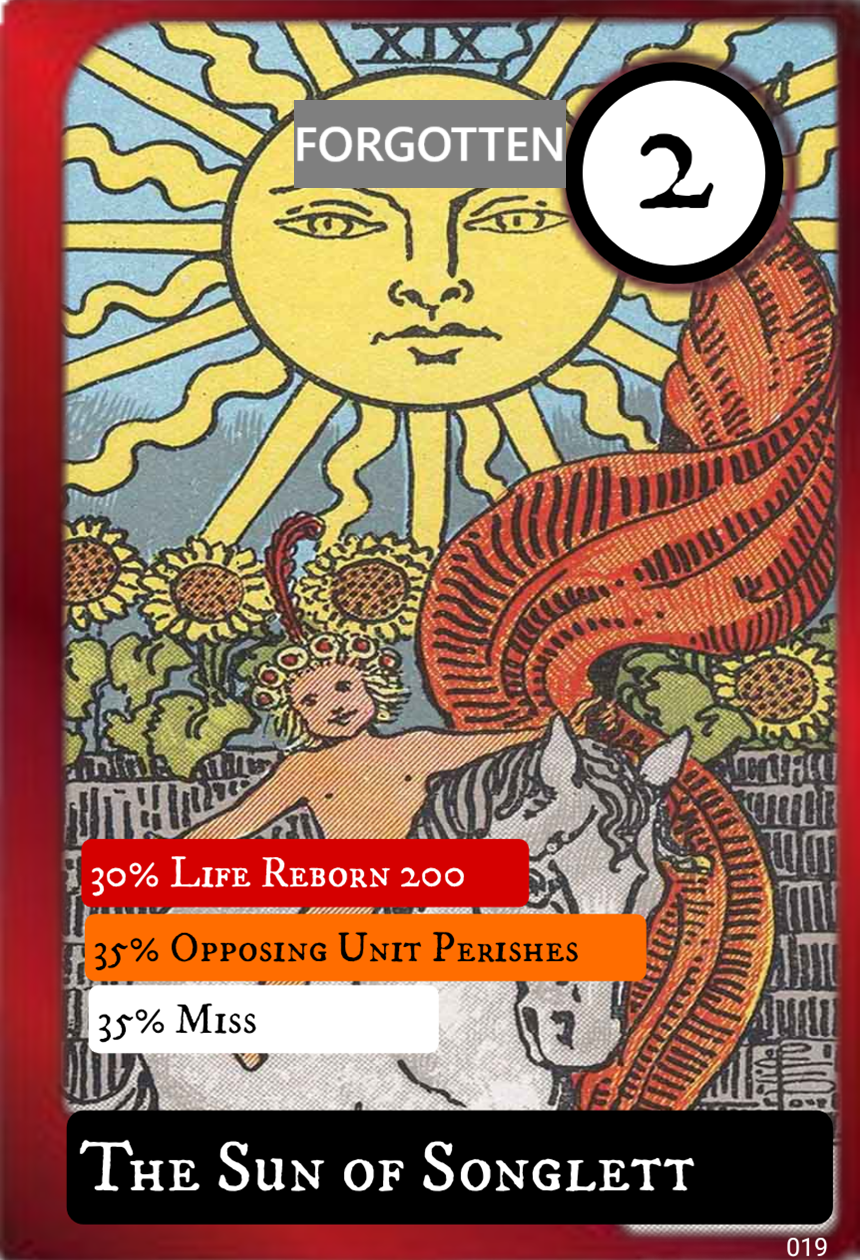 XIX
FORGOTTEN
2
30% Life Reborn 200
35% Opposing Unit Perishes
35% Miss
The Sun of Songlett
019